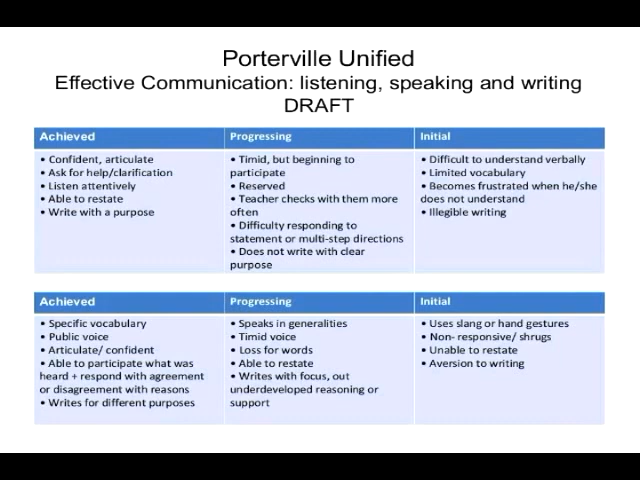 Porterville Unified
Effective Communication: listening, speaking and writing
DRAFT
Achieved
• Confident, articulate
• Ask for help/clarification
• Listen attentively
• Able to restate
• Write with a purpose
Progressing
• Timid, but beginning to
participate
• Reserved
• Teacher checks with them more
often
• Difficulty responding to
statement or multi-step directions
• Does not write with clear
purpose
Initial
• Difficult to understand verbally
• Limited vocabulary
• Becomes frustrated when he/she
does not understand
• Illegible writing
Achieved
• Specific vocabulary
• Public voice
• Articulate/ confident
• Able to participate what was
heard + respond with agreement
or disagreement with reasons
• Writes for different purposes
Progressing
• Speaks in generalities
• Timid voice
• Loss for words
• Able to restate
• Writes with focus, out
underdeveloped reasoning or
support
Initial
• Uses slang or hand gestures
• Non- responsive/ shrugs
• Unable to restate
• Aversion to writing